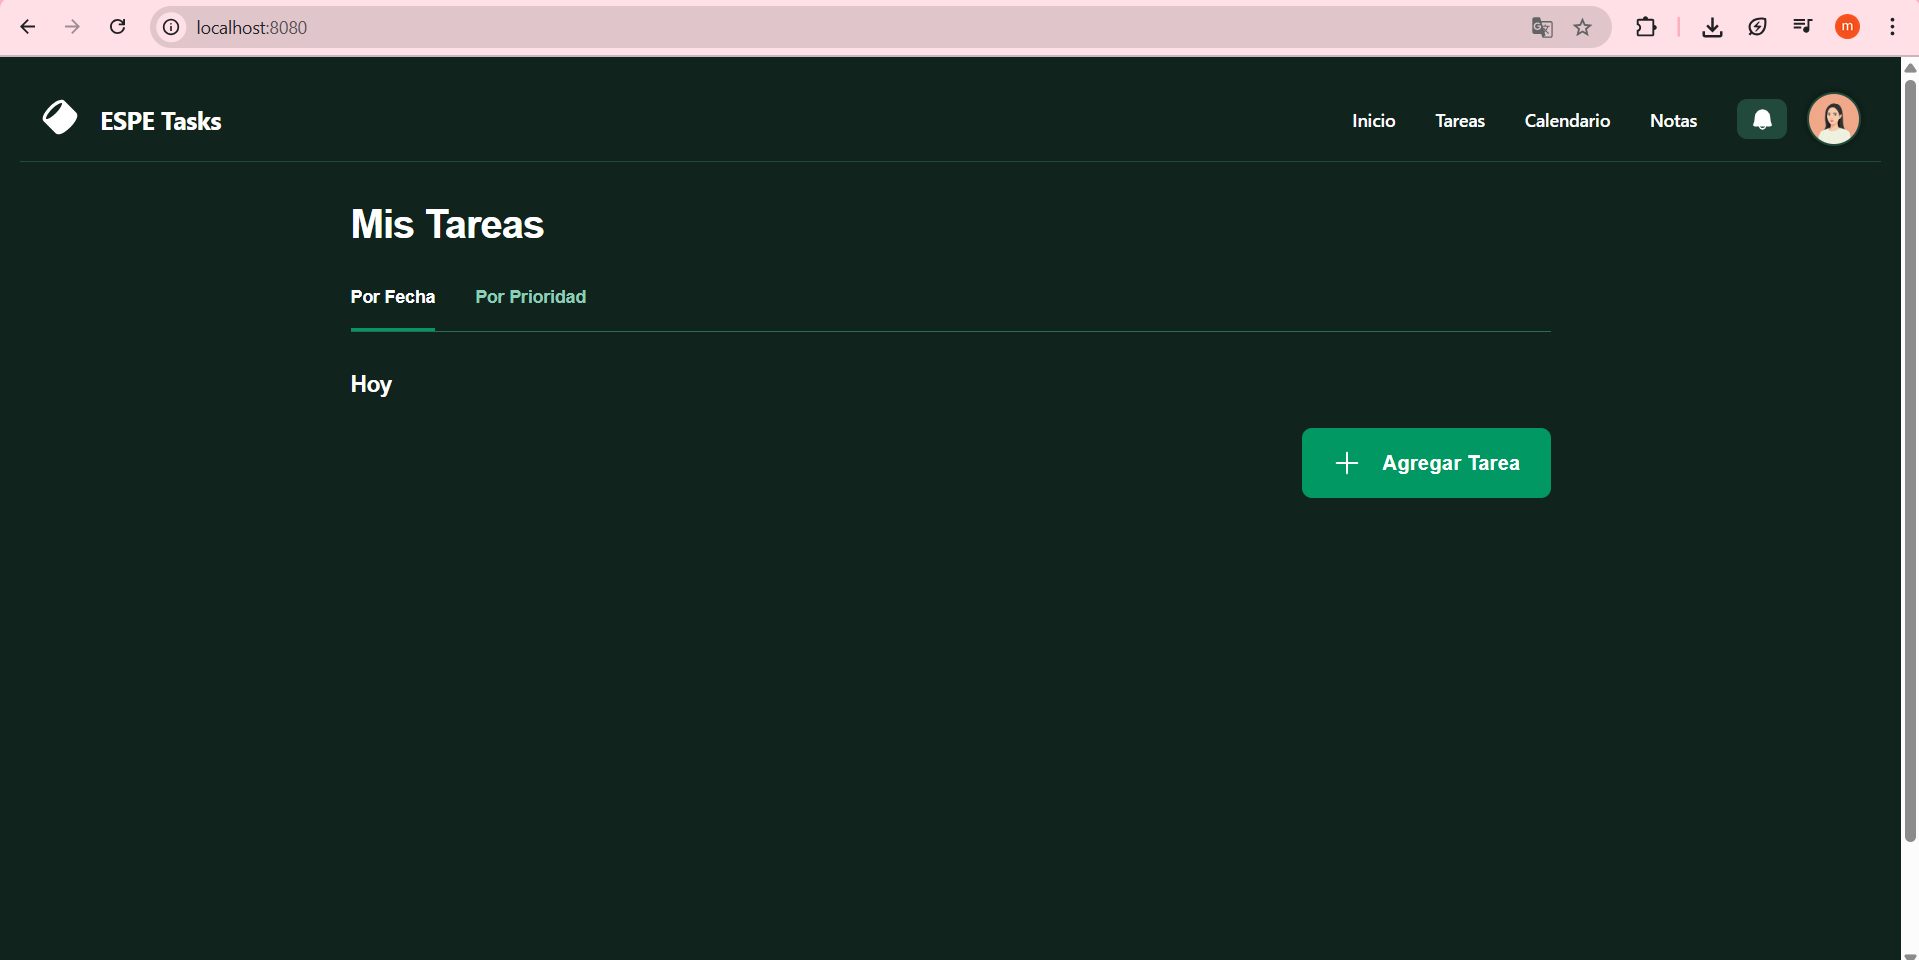 localhost:8080
m
ESPE Tasks
Inicio Tareas Calendario Notas
Mis Tareas
Por Fecha Por Prioridad
Hoy
Agregar Tarea